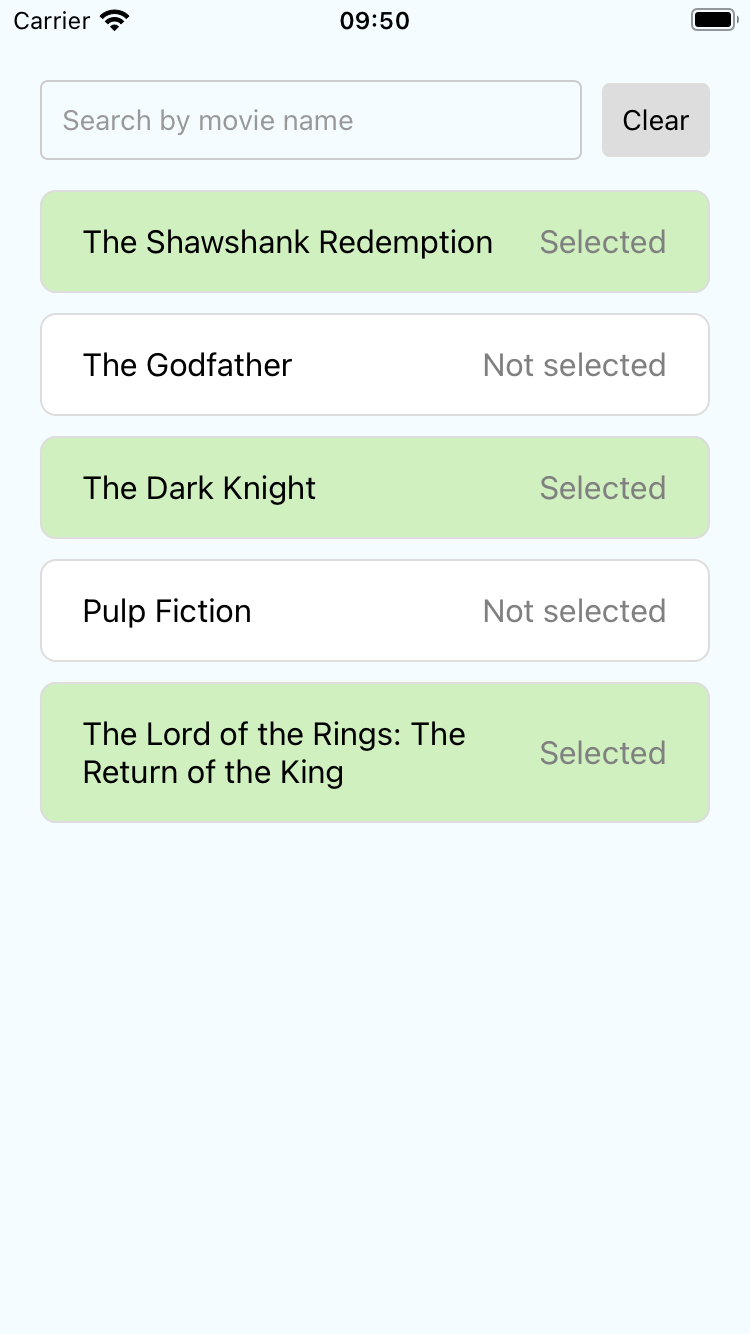 Carrier 09:50
Search by movie name Clear
The Shawshank Redemption Selected
The Godfather Not selected
The Dark Knight Selected
Pulp Fiction Not selected
The Lord of the Rings: The
Return of the King
Selected